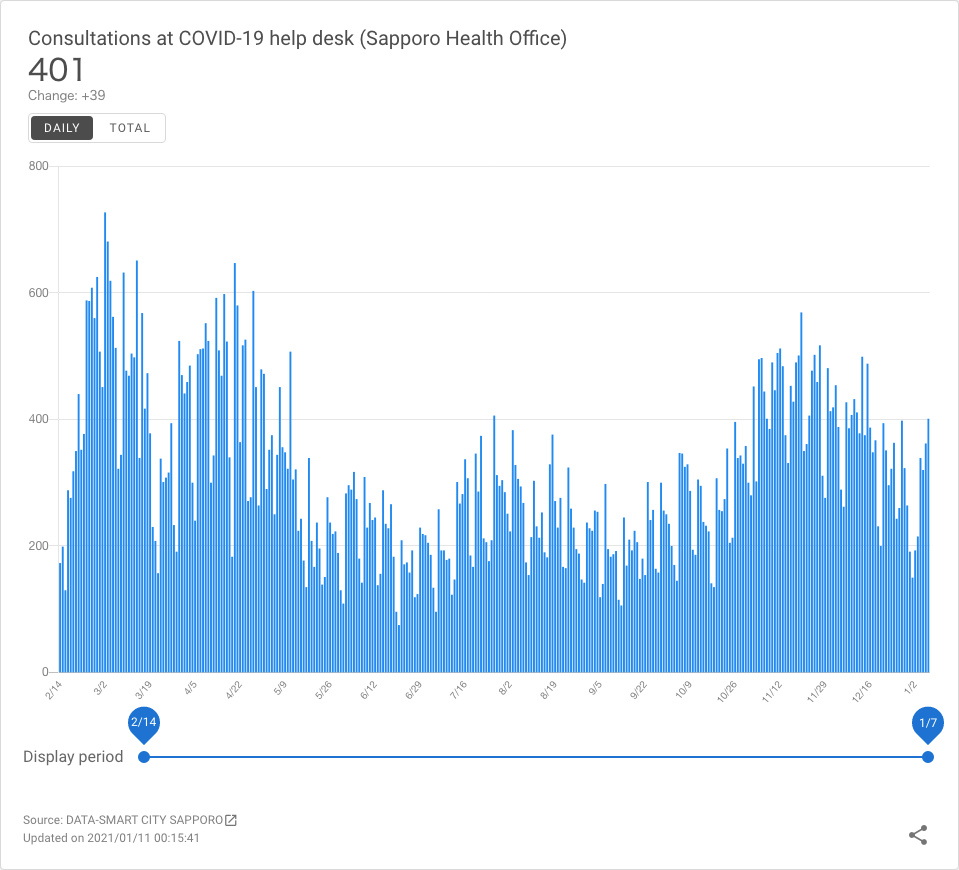 Consultations at COVID-19 help desk (Sapporo Health Office)
401
Change: +39
DAILY TOTAL
800
600
400
200
0
2/14 3/2 3/19 4/5 4/22 5/9 5/26 6/12 6/29 7/16 8/2 8/19 9/5 9/22 10/9 10/26 11/12 11/29 12/16 1/2
2/14 1/7
Display period
Source: DATA-SMART CITY SAPPORO
Updated on 2021/01/11 00:15:41